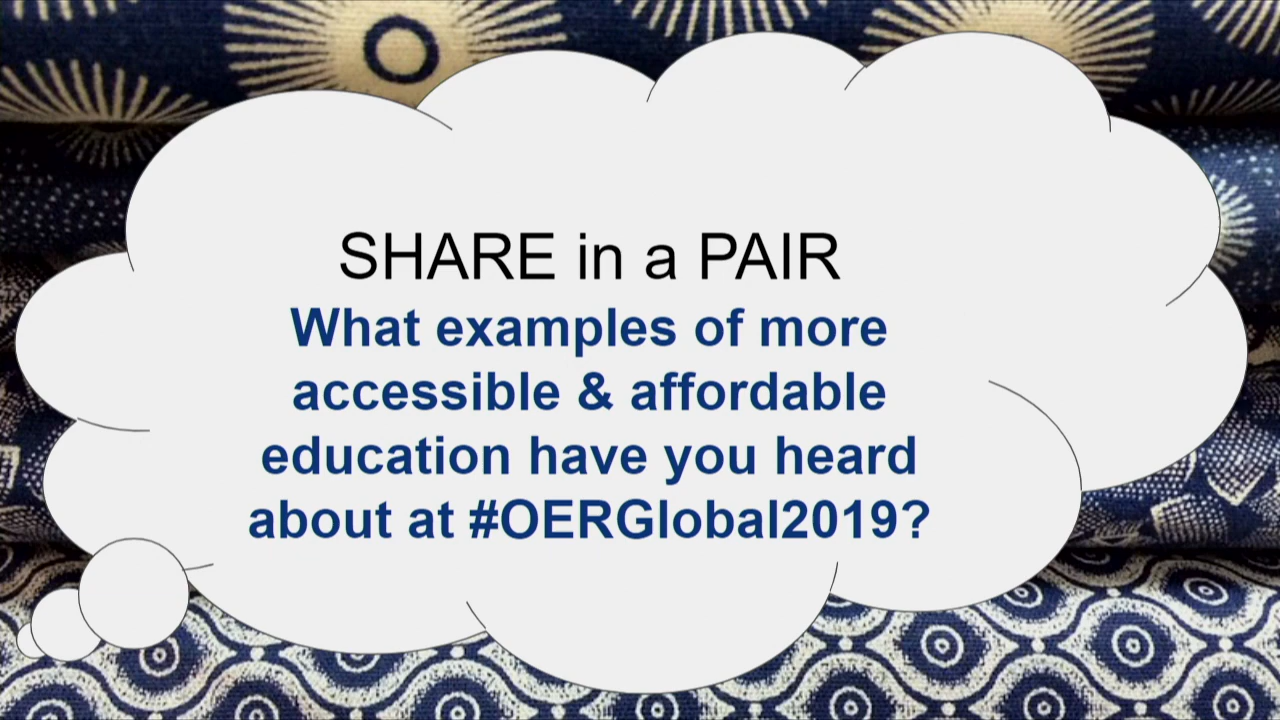 SHARE in a PAIR
What examples of more
accessible & affordable
education have you heard
about at #OERGlobal2019?